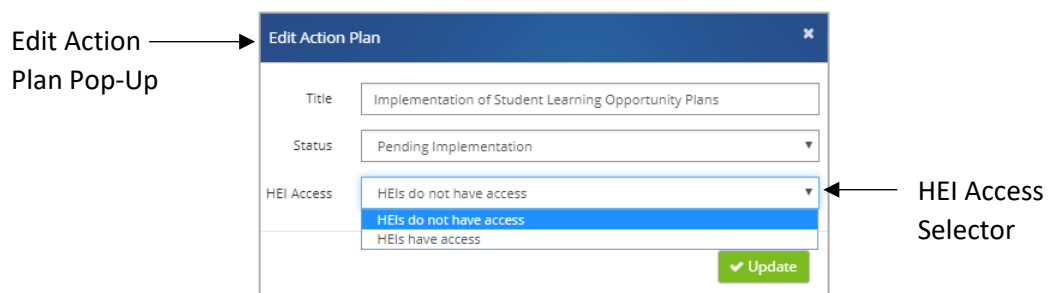 Edit Action
Plan Pop-Up
Edit Action Plan ✖
Title Implementation of Student Learning Opportunity Plans
Status Pending Implementation ▼
HEI Access HEIs do not have access ▼
HEIs do not have access
HEIs have access
✔ Update
HEI Access
Selector